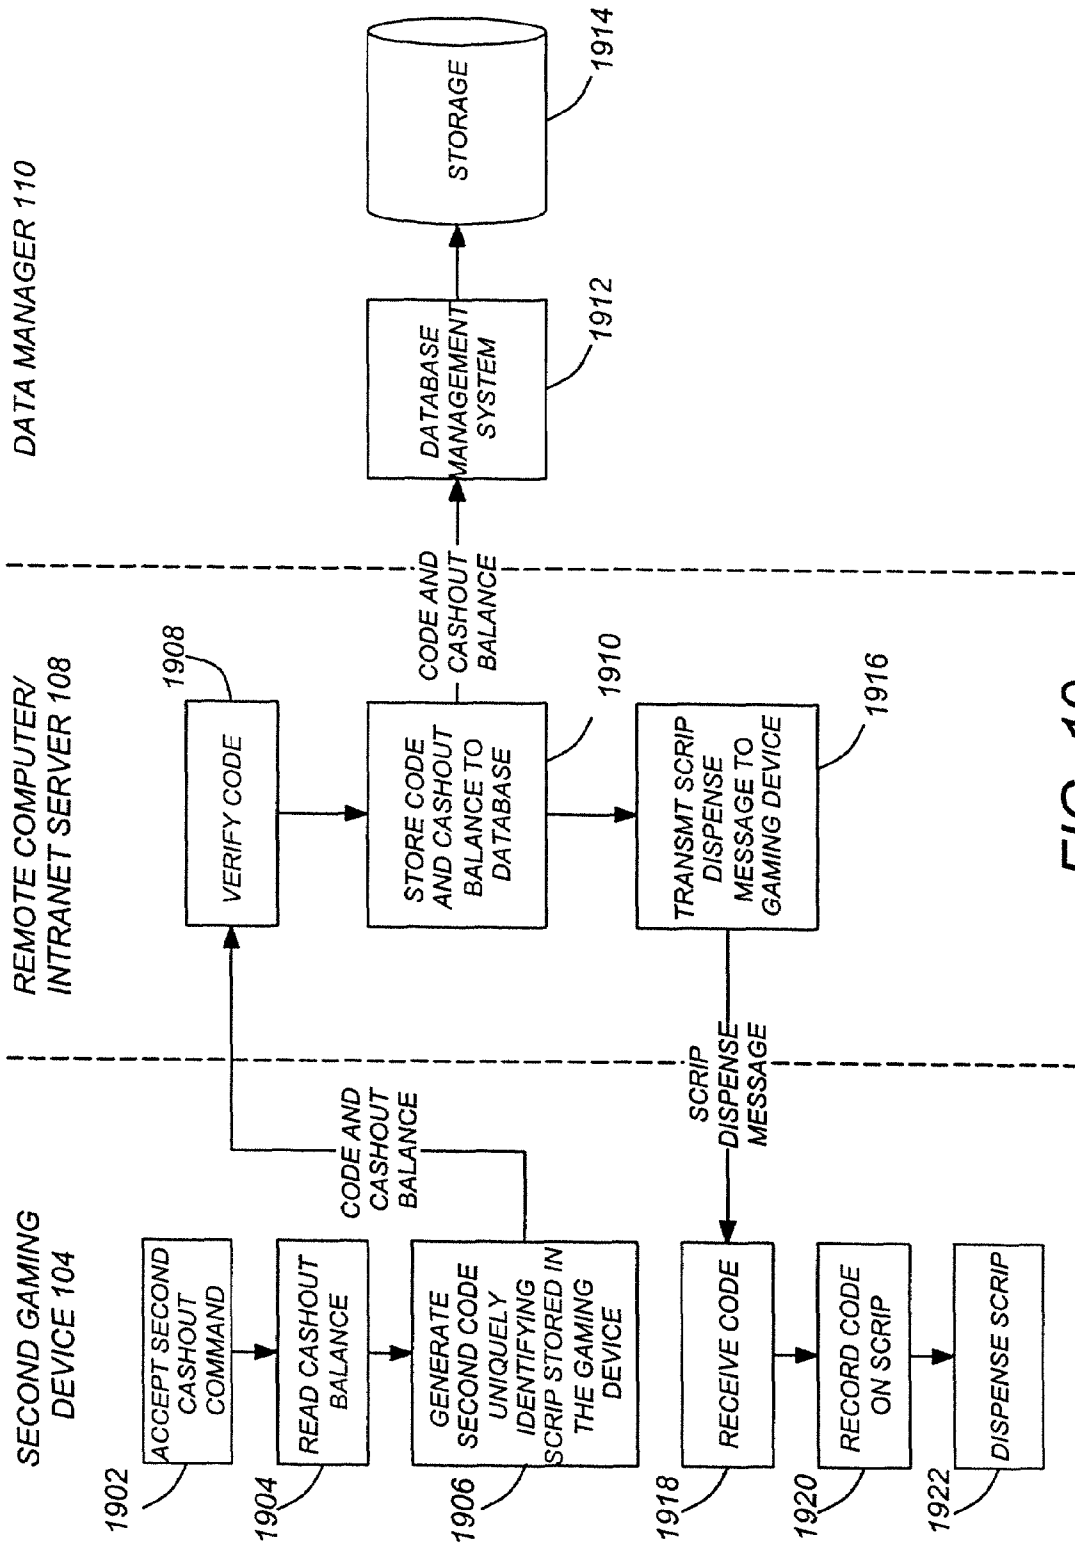 SECOND GAMING
DEVICE 104
1902
ACCEPT SECOND
CASHOUT
COMMAND
1904
READ CASHOUT
BALANCE
1906
GENERATE
SECOND CODE
UNIQUELY
IDENTIFYING
SCRIP STORED IN
THE GAMING
DEVICE
CODE AND
CASHOUT
BALANCE
1918
RECEIVE CODE
1920
RECORD CODE
ON SCRIP
1922
DISPENSE SCRIP
REMOTE COMPUTER/
INTRANET SERVER 108
1908
VERIFY CODE
STORE CODE
AND CASHOUT
BALANCE TO
DATABASE
1910
TRANSMT SCRIP
DISPENSE
MESSAGE TO
GAMING DEVICE
1916
SCRIP
DISPENSE
MESSAGE
CODE AND
CASHOUT
BALANCE
DATA MANAGER 110
DATABASE
MANAGEMENT
SYSTEM
1912
STORAGE
1914